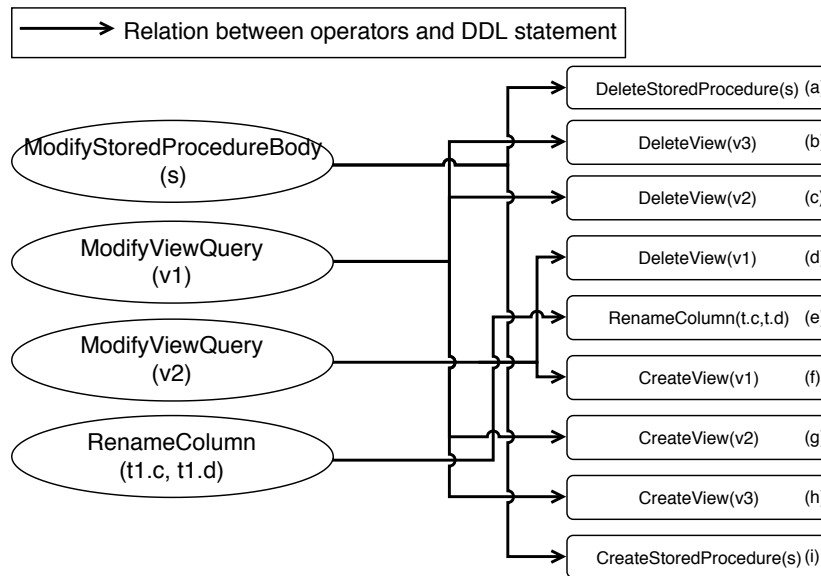 Relation between operators and DDL statement
ModifyStoredProcedureBody
(s)
ModifyViewQuery
(v1)
ModifyViewQuery
(v2)
RenameColumn
(t1.c, t1.d)
DeleteStoredProcedure(s) (a)
DeleteView(v3) (b)
DeleteView(v2) (c)
DeleteView(v1) (d)
RenameColumn(t.c,t.d) (e)
CreateView(v1) (f)
CreateView(v2) (g)
CreateView(v3) (h)
CreateStoredProcedure(s) (i)